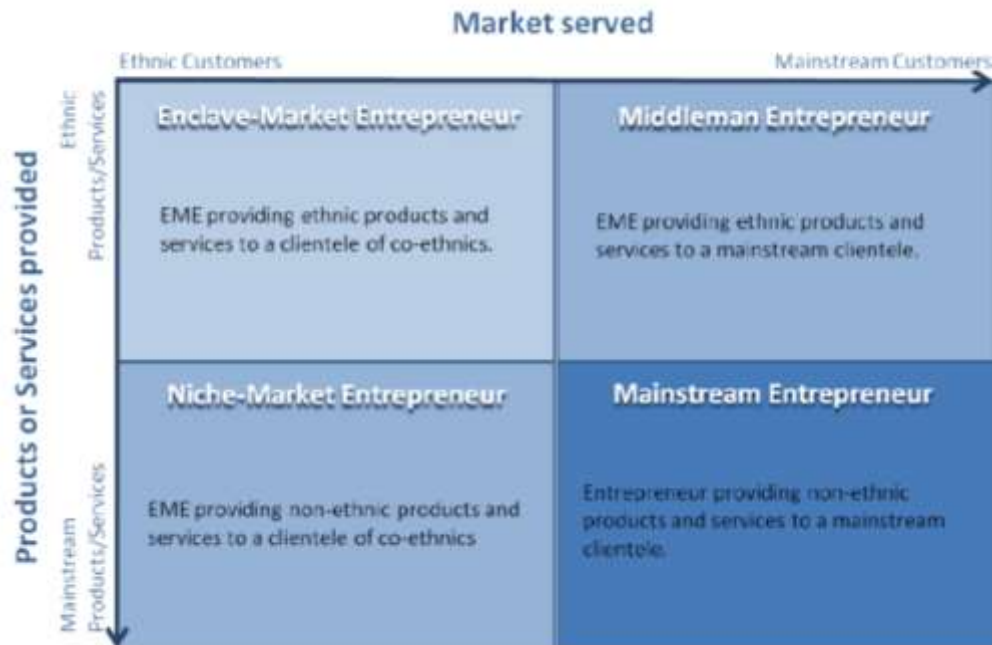 Market served
Ethnic Customers
Mainstream Customers
Products or Services provided
Ethnic
Products/Services
Mainstream
Products/Services
Enclave-Market Entrepreneur
EME providing ethnic products and
services to a clientele of co-ethnics.
Middleman Entrepreneur
EME providing ethnic products and
services to a mainstream clientele.
Niche-Market Entrepreneur
EME providing non-ethnic products and
services to a clientele of co-ethnics
Mainstream Entrepreneur
Entrepreneur providing non-ethnic
products and services to a mainstream
clientele.